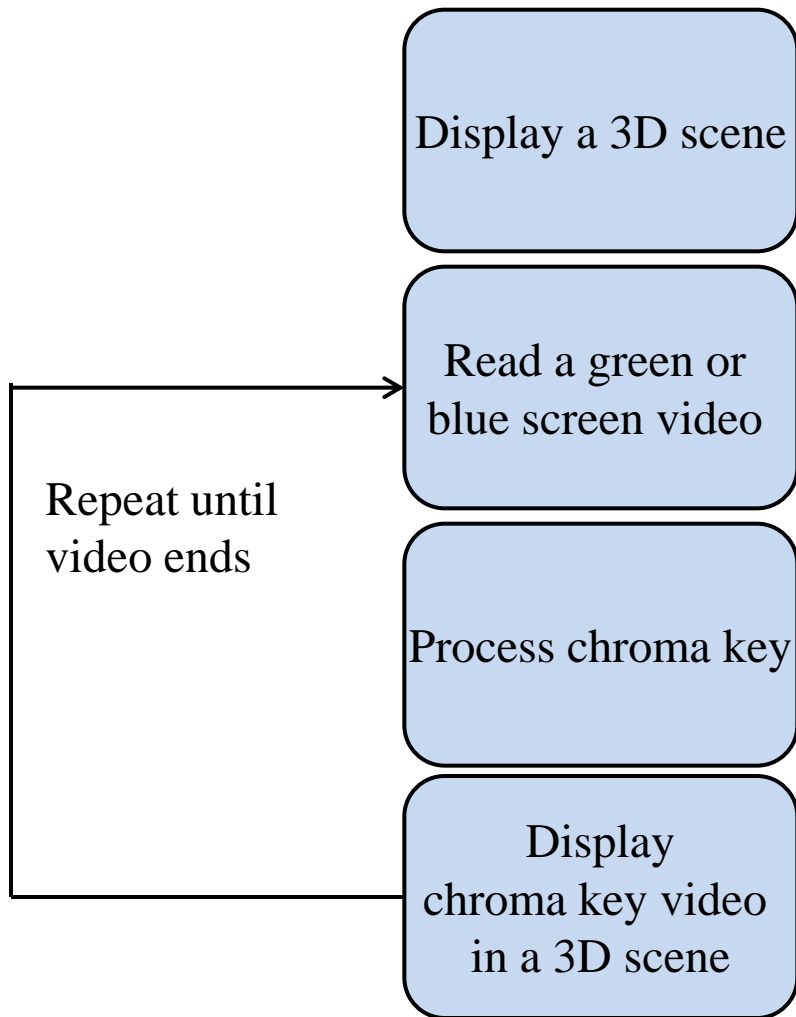 Display a 3D scene
Read a green or
blue screen video
Repeat until
video ends
Process chroma key
Display
chroma key video
in a 3D scene